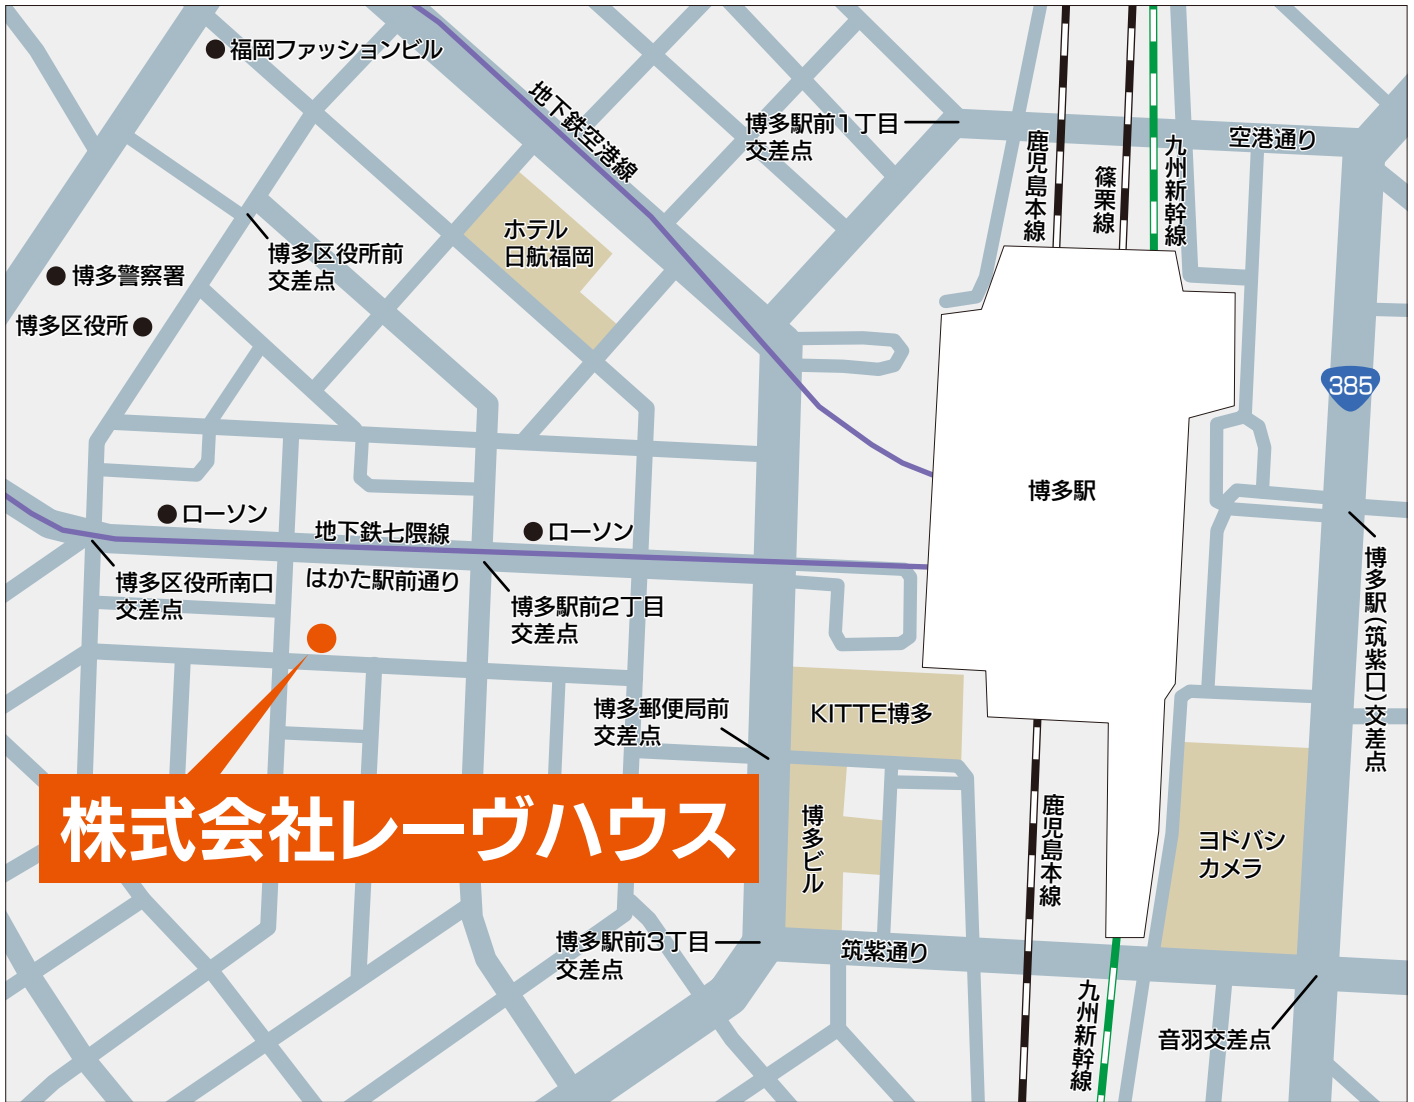 福岡ファッションビル
地下鉄空港線
博多駅前1丁目
交差点
鹿児島本線
篠栗線
九州新幹線
空港通り
ホテル
日航福岡
博多区役所前
交差点
博多警察署
博多区役所
385
博多駅
ローソン
地下鉄七隈線
ローソン
はかた駅前通り
博多区役所南口
交差点
博多駅前2丁目
交差点
博多駅(筑紫口)交差点
博多郵便局前
交差点
KITTE博多
株式会社レーヴハウス
博多ビル
鹿児島本線
ヨドバシ
カメラ
博多駅前3丁目
交差点
筑紫通り
九州新幹線
音羽交差点